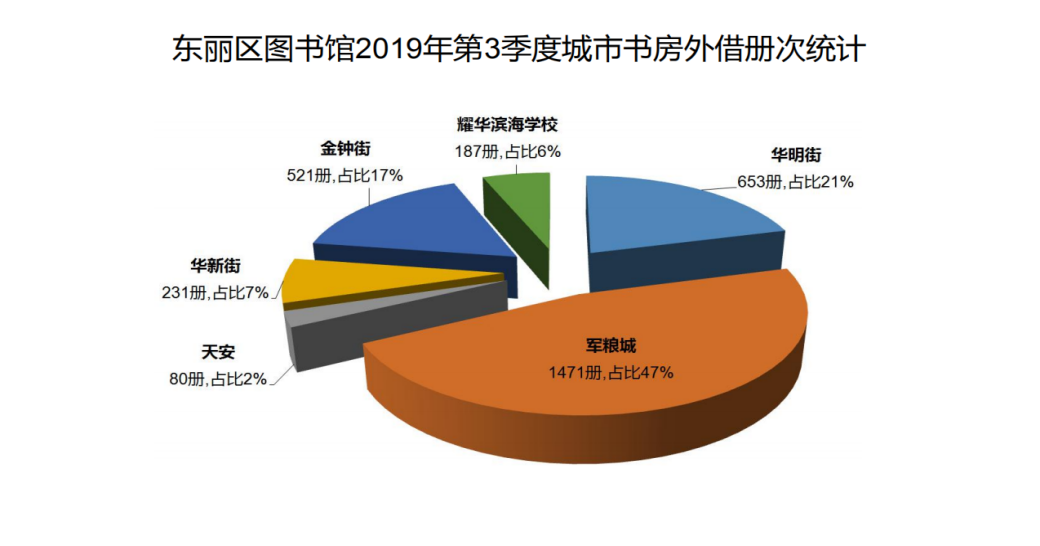 东丽区图书馆2019年第3季度城市书房外借册次统计
耀华滨海学校
187册,占比6%
金钟街
521册,占比17%
华明街
653册,占比21%
华新街
231册,占比7%
天安
80册,占比2%
军粮城
1471册,占比47%